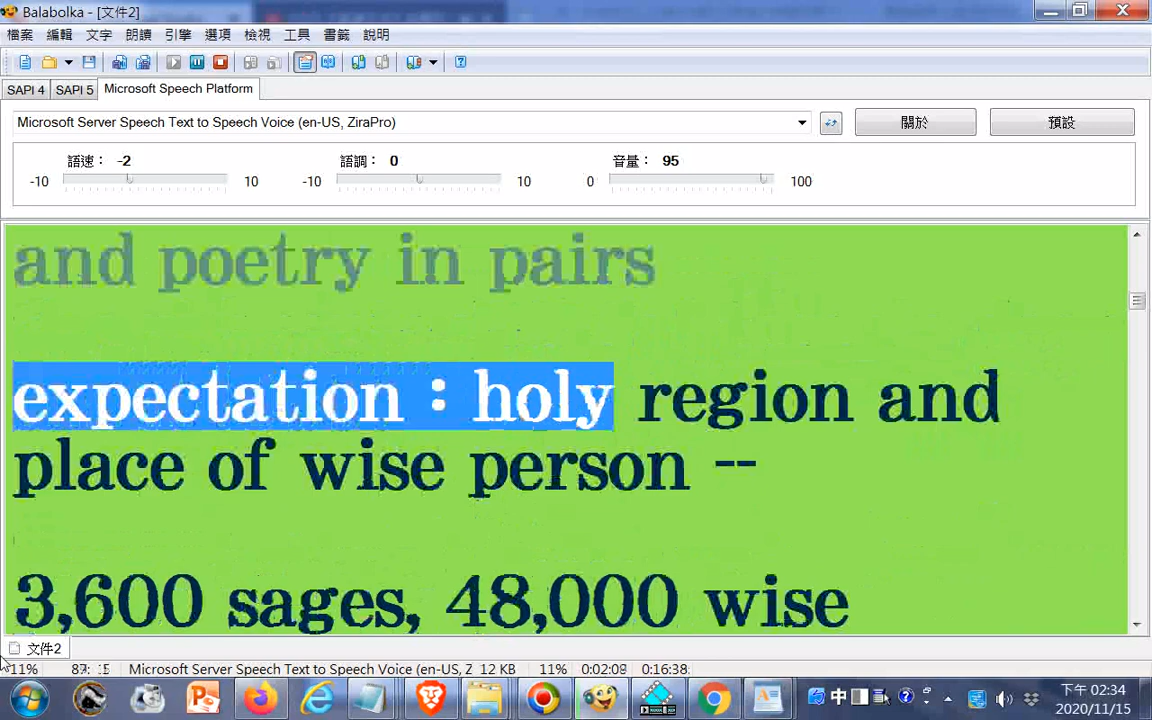 Balabolka - [文件2]
檔案 編輯 文字 朗讀 引擎 選項 檢視 工具 書籤 說明
SAPI 4 SAPI 5 Microsoft Speech Platform
Microsoft Server Speech Text to Speech Voice (en-US, ZiraPro) 關於 預設
語速： -2 語調： 0 音量： 95
-10 10 -10 10 0 100
and poetry in pairs
expectation : holy region and
place of wise person --
3,600 sages, 48,000 wise
文件2
11% Microsoft Server Speech Text to Speech Voice (en-US, Z 12 KB 11% 0:02:09 0:16:38
中 下午 02:34
2020/11/15